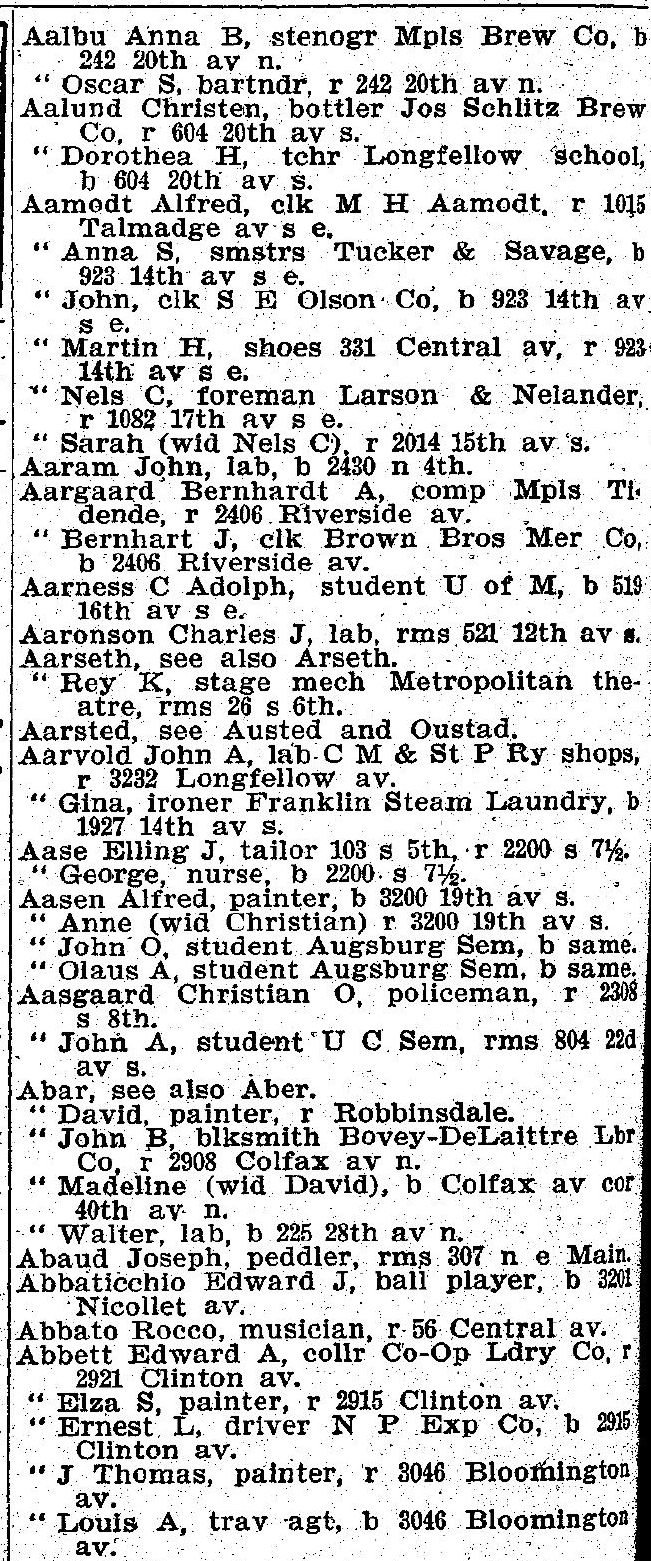 Aalbu Anna B, stenogr Mpls Brew Co, b
242 20th av n.
" Oscar S, bartndr, r 242 20th av n.
Aalund Christen, bottler Jos Schlitz Brew
Co, r 604 20th av s.
" Dorothea H, tchr Longfellow school,
b 604 20th av s.
Aamodt Alfred, clk M H Aamodt, r 1015
Talmadge av s e.
" Anna S, smstrs Tucker & Savage, b
923 14th av s e.
" John, clk S E Olson Co, b 923 14th av
s e.
" Martin H, shoes 331 Central av, r 923
14th av s e.
" Nels C, foreman Larson & Nelander,
r 1082 17th av s e.
" Sarah (wid Nels C), r 2014 15th av s.
Aaram John, lab, b 2430 n 4th.
Aargaard Bernhardt A, comp Mpls Ti-
dende, r 2406 Riverside av.
" Bernhart J, clk Brown Bros Mer Co,
b 2406 Riverside av.
Aarness C Adolph, student U of M, b 519
16th av s e.
Aaronson Charles J, lab, rms 521 12th av s.
Aarseth, see also Arseth.
" Rey K, stage mech Metropolitan the-
atre, rms 26 s 6th.
Aarsted, see Austed and Oustad.
Aarvold John A, lab C M & St P Ry shops,
r 3232 Longfellow av.
" Gina, ironer Franklin Steam Laundry, b
1927 14th av s.
Aase Elling J, tailor 103 s 5th, r 2200 s 7½.
" George, nurse, b 2200 s 7½.
Aasen Alfred, painter, b 3200 19th av s.
" Anne (wid Christian) r 3200 19th av s.
" John O, student Augsburg Sem, b same.
" Olaus A, student Augsburg Sem, b same.
Aasgaard Christian O, policeman, r 2308
s 8th.
" John A, student U C Sem, rms 804 22d
av s.
Abar, see also Aber.
" David, painter, r Robbinsdale.
" John B, blksmith Bovey-DeLaittre Lbr
Co, r 2908 Colfax av n.
" Madeline (wid David), b Colfax av cor
40th av n.
" Walter, lab, b 225 28th av n.
Abaud Joseph, peddler, rms 307 n e Main.
Abbaticchio Edward J, ball player, b 3201
Nicollet av.
Abbato Rocco, musician, r 56 Central av.
Abbett Edward A, collr Co-Op Ldry Co, r
2921 Clinton av.
" Elza S, painter, r 2915 Clinton av.
" Ernest L, driver N P Exp Co, b 2915
Clinton av.
" J Thomas, painter, r 3046 Bloomington
av.
" Louis A, trav agt, b 3046 Bloomington
av.